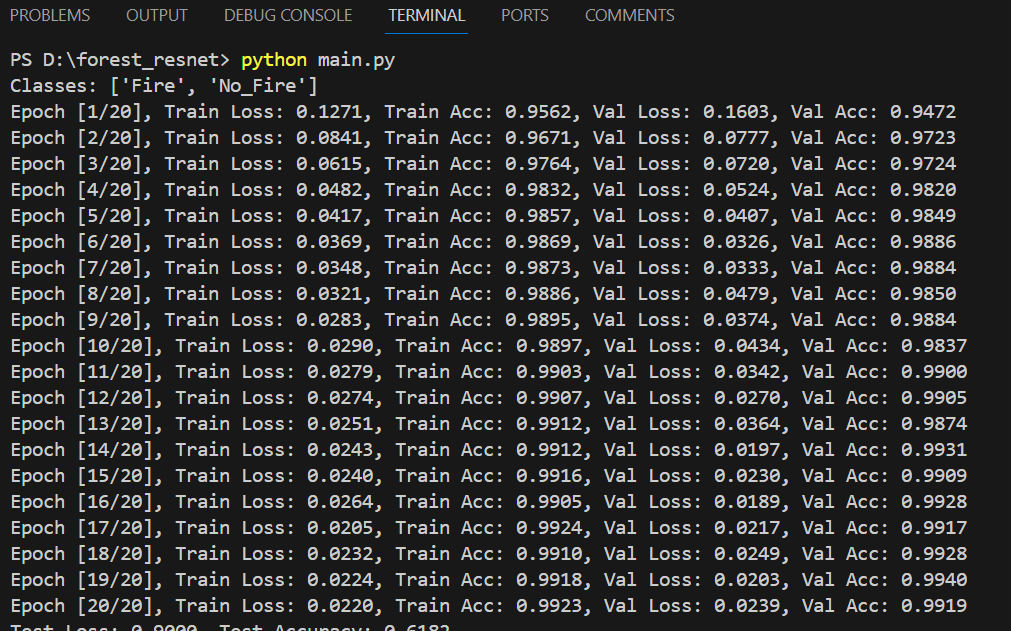 PROBLEMS OUTPUT DEBUG CONSOLE TERMINAL PORTS COMMENTS
PS D:\forest_resnet> python main.py
Classes: ['Fire', 'No_Fire']
Epoch [1/20], Train Loss: 0.1271, Train Acc: 0.9562, Val Loss: 0.1603, Val Acc: 0.9472
Epoch [2/20], Train Loss: 0.0841, Train Acc: 0.9671, Val Loss: 0.0777, Val Acc: 0.9723
Epoch [3/20], Train Loss: 0.0615, Train Acc: 0.9764, Val Loss: 0.0720, Val Acc: 0.9724
Epoch [4/20], Train Loss: 0.0482, Train Acc: 0.9832, Val Loss: 0.0524, Val Acc: 0.9820
Epoch [5/20], Train Loss: 0.0417, Train Acc: 0.9857, Val Loss: 0.0407, Val Acc: 0.9849
Epoch [6/20], Train Loss: 0.0369, Train Acc: 0.9869, Val Loss: 0.0326, Val Acc: 0.9886
Epoch [7/20], Train Loss: 0.0348, Train Acc: 0.9873, Val Loss: 0.0333, Val Acc: 0.9884
Epoch [8/20], Train Loss: 0.0321, Train Acc: 0.9886, Val Loss: 0.0479, Val Acc: 0.9850
Epoch [9/20], Train Loss: 0.0283, Train Acc: 0.9895, Val Loss: 0.0374, Val Acc: 0.9884
Epoch [10/20], Train Loss: 0.0290, Train Acc: 0.9897, Val Loss: 0.0434, Val Acc: 0.9837
Epoch [11/20], Train Loss: 0.0279, Train Acc: 0.9903, Val Loss: 0.0342, Val Acc: 0.9900
Epoch [12/20], Train Loss: 0.0274, Train Acc: 0.9907, Val Loss: 0.0270, Val Acc: 0.9905
Epoch [13/20], Train Loss: 0.0251, Train Acc: 0.9912, Val Loss: 0.0364, Val Acc: 0.9874
Epoch [14/20], Train Loss: 0.0243, Train Acc: 0.9912, Val Loss: 0.0197, Val Acc: 0.9931
Epoch [15/20], Train Loss: 0.0240, Train Acc: 0.9916, Val Loss: 0.0230, Val Acc: 0.9909
Epoch [16/20], Train Loss: 0.0264, Train Acc: 0.9905, Val Loss: 0.0189, Val Acc: 0.9928
Epoch [17/20], Train Loss: 0.0205, Train Acc: 0.9924, Val Loss: 0.0217, Val Acc: 0.9917
Epoch [18/20], Train Loss: 0.0232, Train Acc: 0.9910, Val Loss: 0.0249, Val Acc: 0.9928
Epoch [19/20], Train Loss: 0.0224, Train Acc: 0.9918, Val Loss: 0.0203, Val Acc: 0.9940
Epoch [20/20], Train Loss: 0.0220, Train Acc: 0.9923, Val Loss: 0.0239, Val Acc: 0.9919
Test Loss: Test Accuracy: